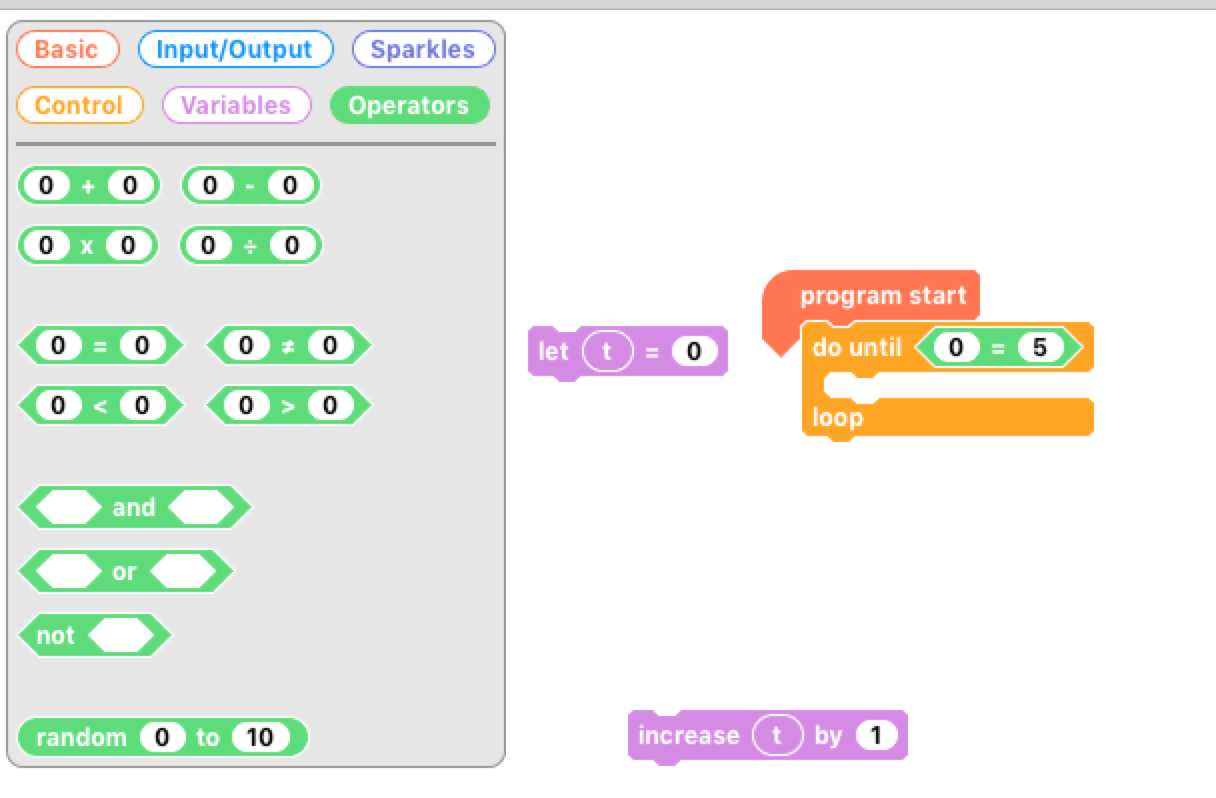 Basic Input/Output Sparkles
Control Variables Operators
0 + 0 0 - 0
0 x 0 0 ÷ 0
0 = 0 0 ≠ 0
0 < 0 0 > 0
and
or
not
random 0 to 10
let t = 0
program start
do until 0 = 5
loop
increase t by 1